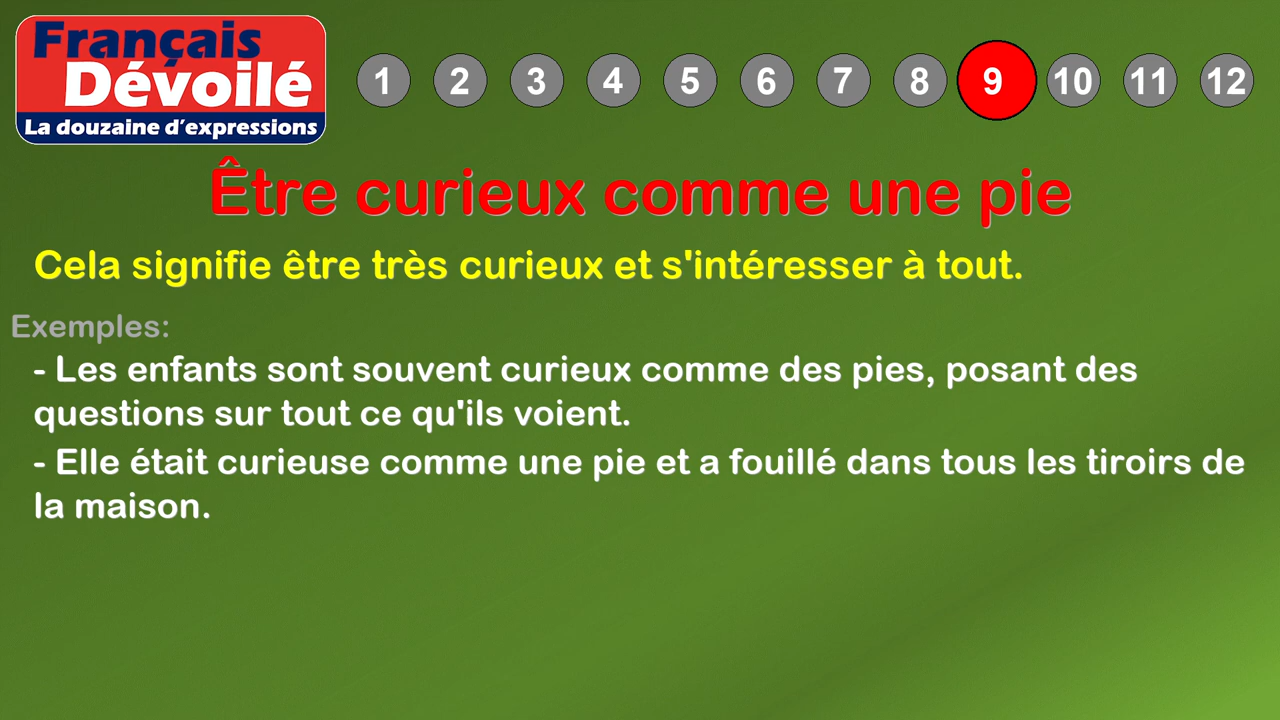 Français
Dévoilé
La douzaine d'expressions
1 2 3 4 5 6 7 8 9 10 11 12
Être curieux comme une pie
Cela signifie être très curieux et s'intéresser à tout.
Exemples:
- Les enfants sont souvent curieux comme des pies, posant des
questions sur tout ce qu'ils voient.
- Elle était curieuse comme une pie et a fouillé dans tous les tiroirs de
la maison.